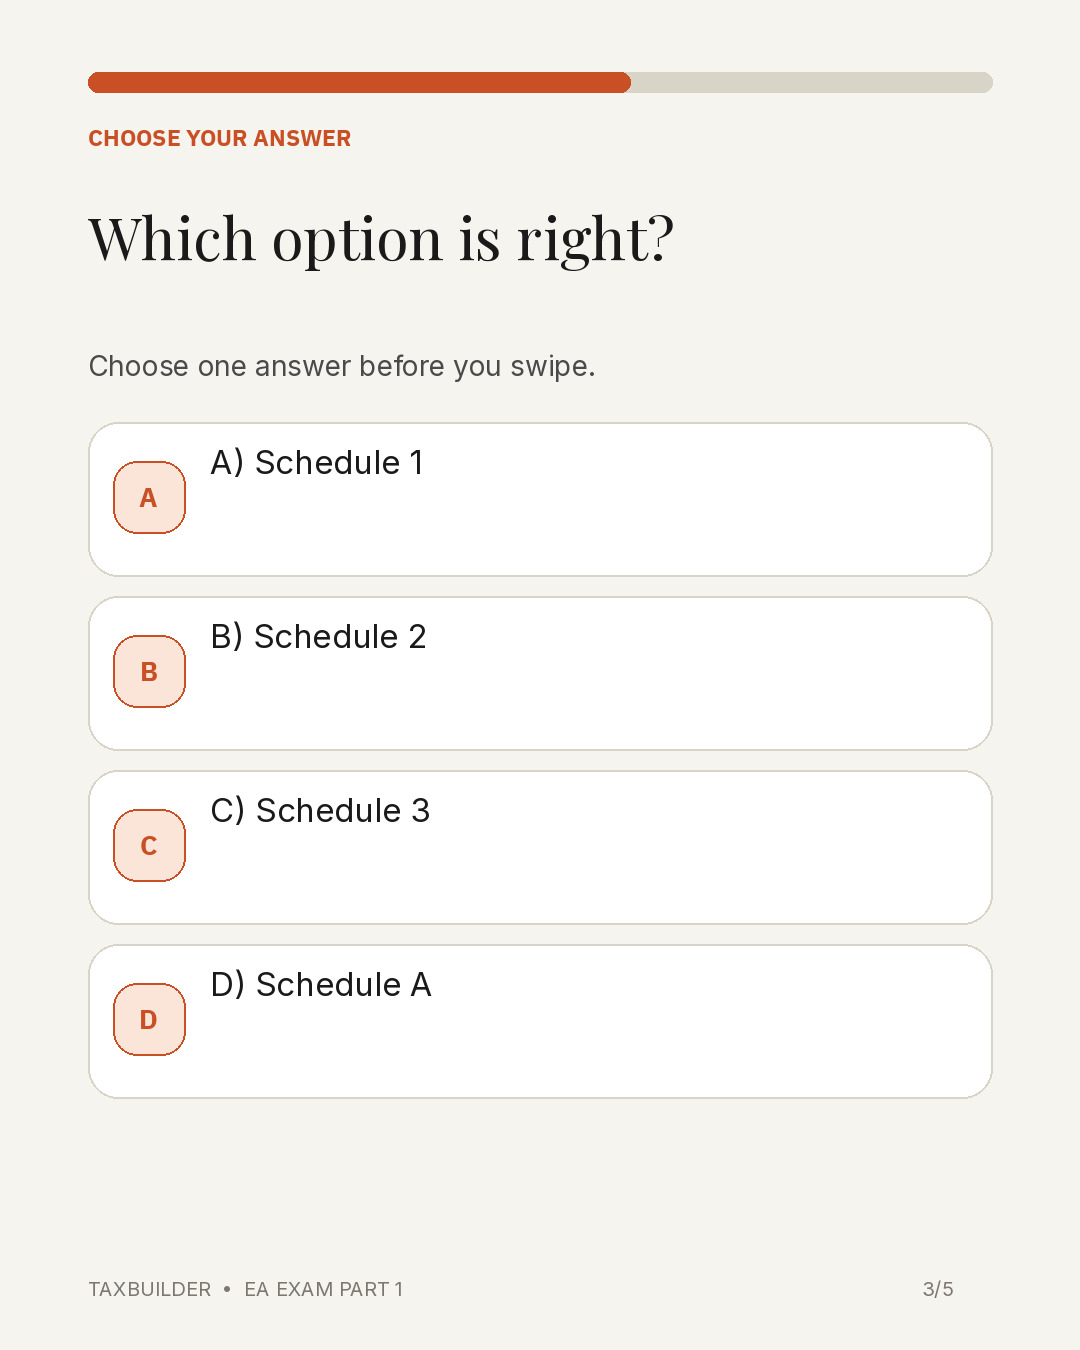 CHOOSE YOUR ANSWER
Which option is right?
Choose one answer before you swipe.
A A) Schedule 1
B B) Schedule 2
C C) Schedule 3
D D) Schedule A
TAXBUILDER • EA EXAM PART 1 3/5